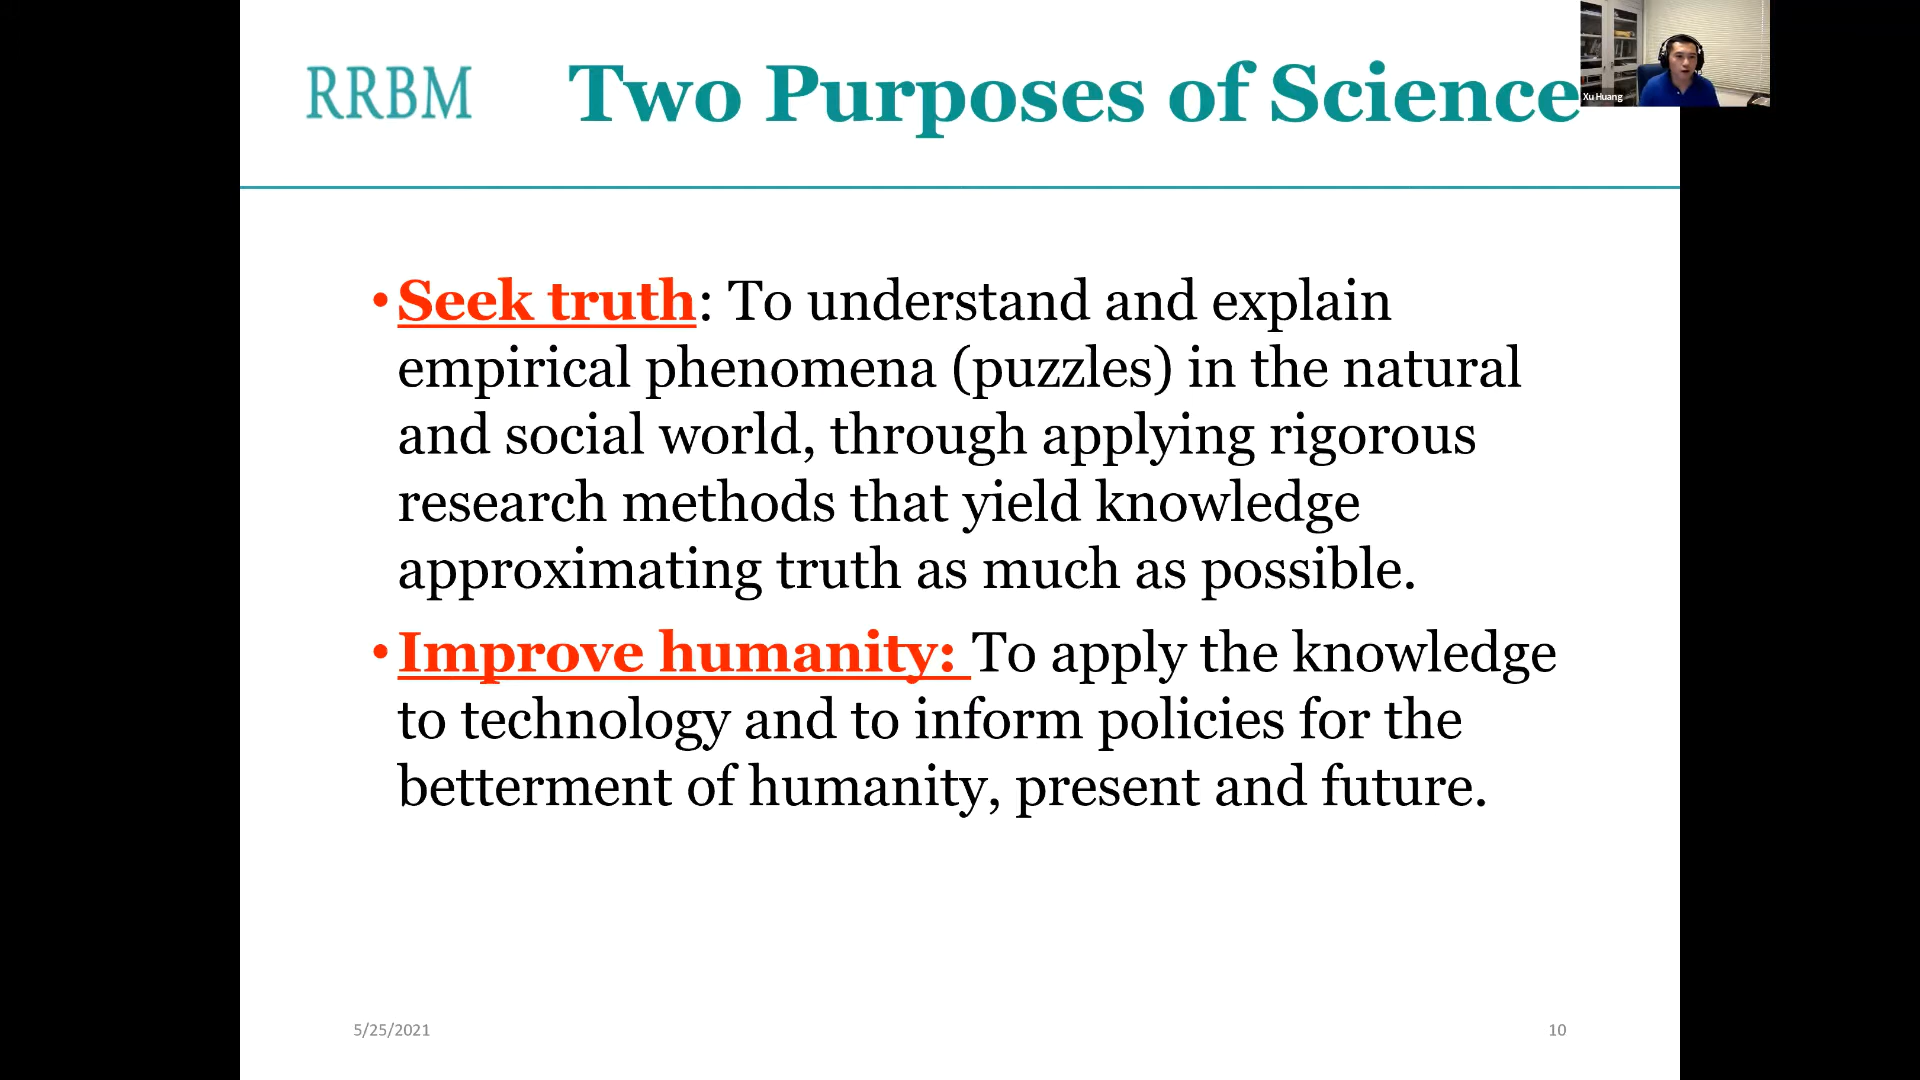 RRBM
Two Purposes of Science
Xu Huang
•Seek truth: To understand and explain
empirical phenomena (puzzles) in the natural
and social world, through applying rigorous
research methods that yield knowledge
approximating truth as much as possible.
•Improve humanity: To apply the knowledge
to technology and to inform policies for the
betterment of humanity, present and future.
5/25/2021
10